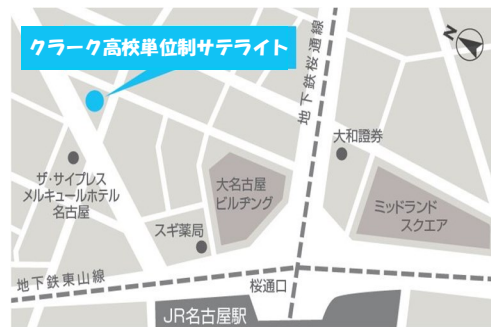 クラーク高校単位制サテライト
N
地下鉄桜通線
大和證券
ザ・サイプレス
メルキュールホテル
名古屋
大名古屋
ビルヂング
ミッドランド
スクエア
スギ薬局
地下鉄東山線
桜通口
JR名古屋駅